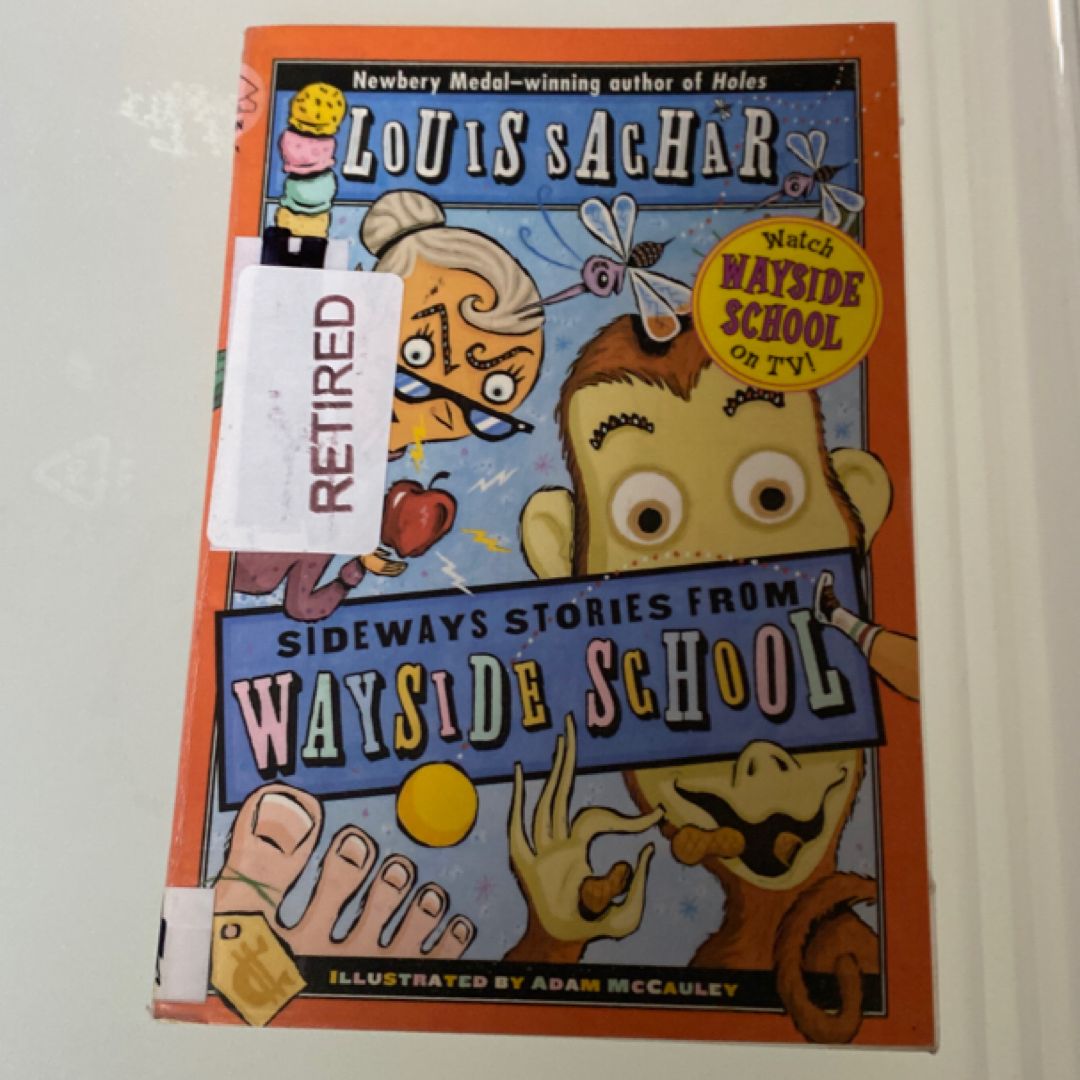 Newbery Medal–winning author of Holes
LOUIS SACHAR
Watch
WAYSIDE
SCHOOL
on TV!
RETIRED
SIDEWAYS STORIES FROM
WAYSIDE SCHOOL
ILLUSTRATED BY ADAM MCCAULEY